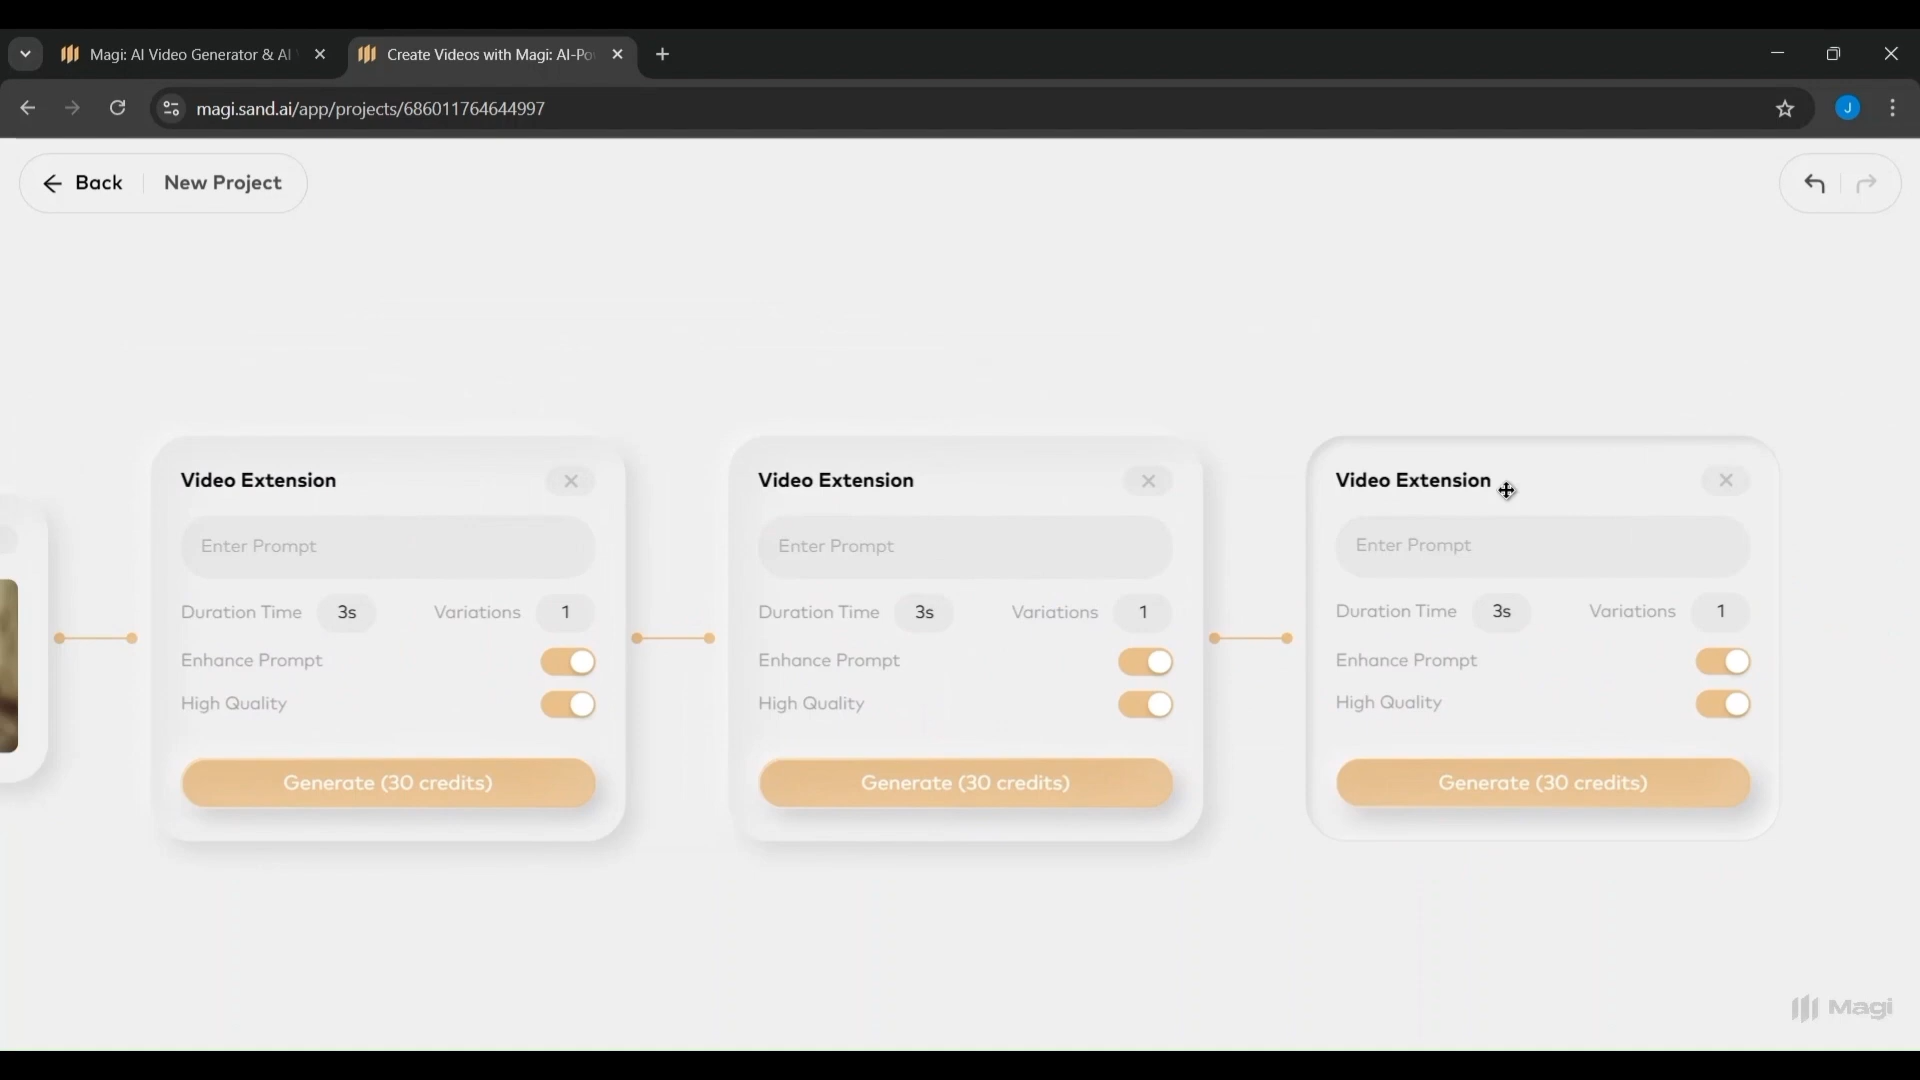 Magi: AI Video Generator & AI
Create Videos with Magi: AI-Po
magi.sand.ai/app/projects/686011764644997
J
Back
New Project
Video Extension
Enter Prompt
Duration Time 3s Variations 1
Enhance Prompt
High Quality
Generate (30 credits)
Video Extension
Enter Prompt
Duration Time 3s Variations 1
Enhance Prompt
High Quality
Generate (30 credits)
Video Extension
Enter Prompt
Duration Time 3s Variations 1
Enhance Prompt
High Quality
Generate (30 credits)
Magi